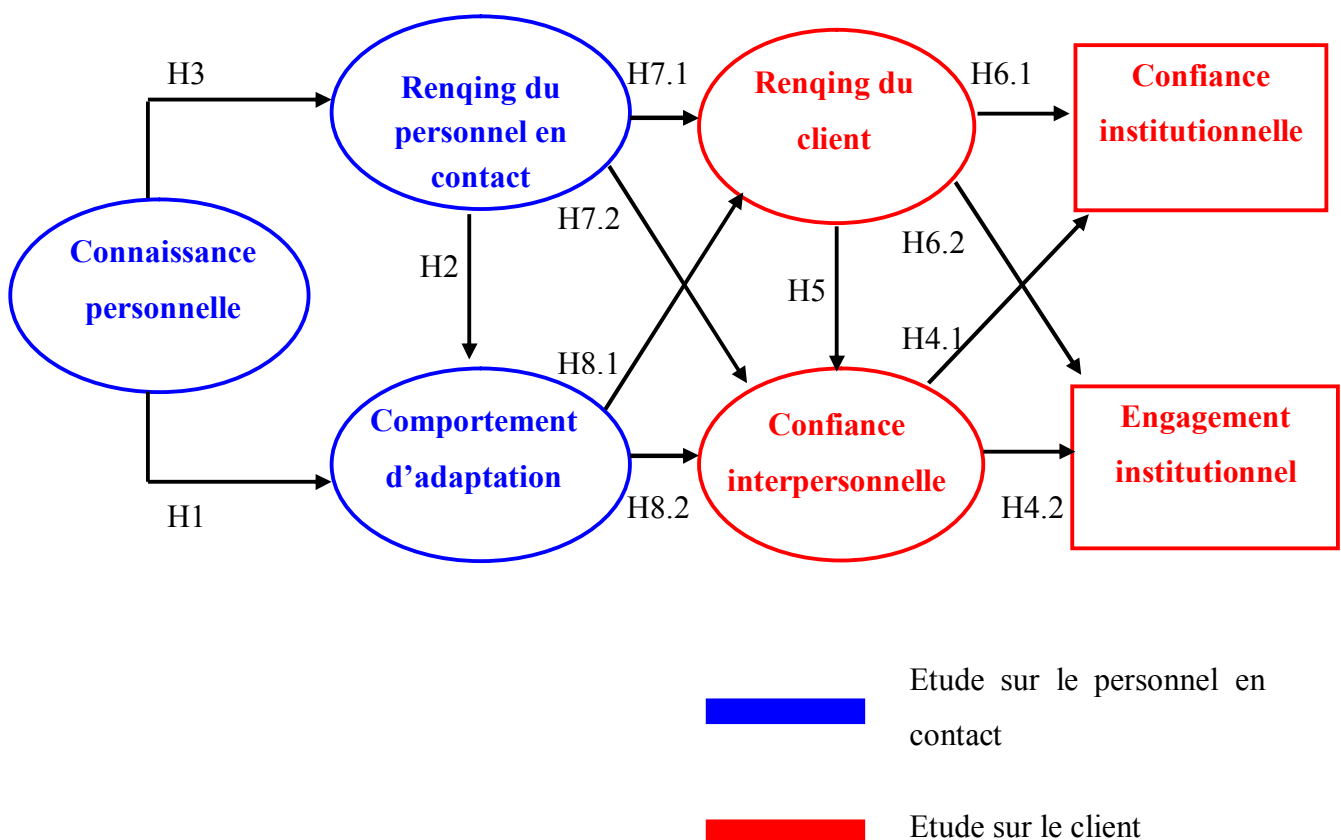 H3
Renqing du
personnel en
contact
H7.1
Renqing du
client
H6.1
Confiance
institutionnelle
Connaissance
personnelle
H2
H7.2
H5
H6.2
H4.1
H1
Comportement
d’adaptation
H8.1
H8.2
Confiance
interpersonnelle
H4.2
Engagement
institutionnel
Etude sur le personnel en
contact
Etude sur le client